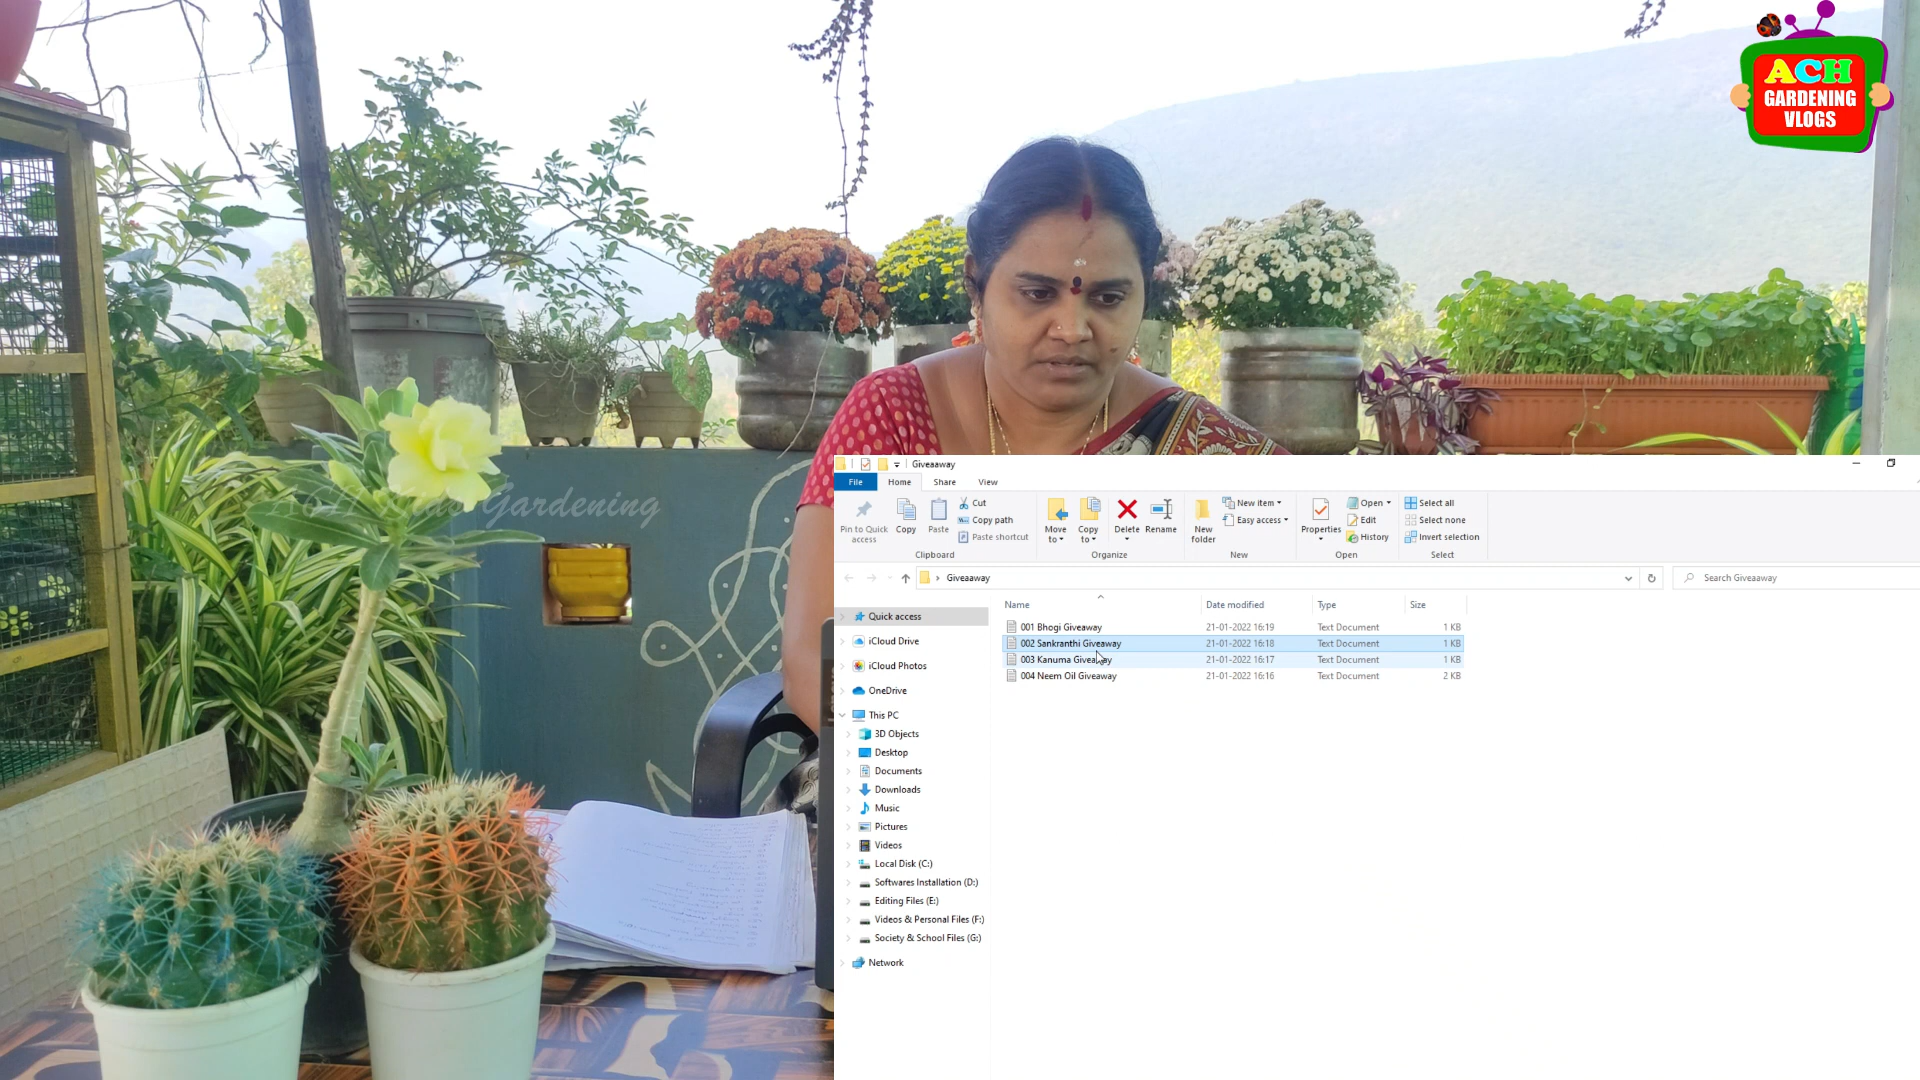 ACH
GARDENING
VLOGS
Gardening
Giveaaway
File Home Share View
Pin to Quick access
Copy
Paste
Cut
Copy path
Paste shortcut
Clipboard
Move to
Copy to
Delete
Rename
Organize
New folder
New item
Easy access
New
Properties
Open
Edit
History
Open
Select all
Select none
Invert selection
Select
Giveaaway
Search Giveaaway
Name Date modified Type Size
001 Bhogi Giveaway 21-01-2022 16:19 Text Document 1 KB
002 Sankranthi Giveaway 21-01-2022 16:18 Text Document 1 KB
003 Kanuma Giveaway 21-01-2022 16:17 Text Document 1 KB
004 Neem Oil Giveaway 21-01-2022 16:16 Text Document 2 KB
Quick access
iCloud Drive
iCloud Photos
OneDrive
This PC
3D Objects
Desktop
Documents
Downloads
Music
Pictures
Videos
Local Disk (C:)
Softwares Installation (D:)
Editing Files (E:)
Videos & Personal Files (F:)
Society & School Files (G:)
Network